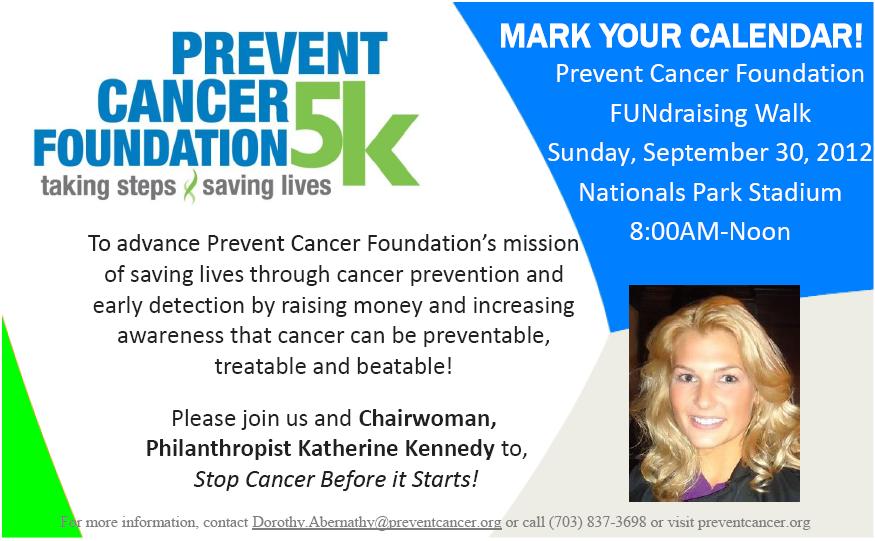 PREVENT
CANCER
FOUNDATION 5k
taking steps saving lives
MARK YOUR CALENDAR!
Prevent Cancer Foundation
FUNdraising Walk
Sunday, September 30, 2012
Nationals Park Stadium
8:00AM-Noon
To advance Prevent Cancer Foundation’s mission
of saving lives through cancer prevention and
early detection by raising money and increasing
awareness that cancer can be preventable,
treatable and beatable!
Please join us and Chairwoman,
Philanthropist Katherine Kennedy to,
Stop Cancer Before it Starts!
For more information, contact Dorothy.Abernathy@preventcancer.org or call (703) 837-3698 or visit preventcancer.org